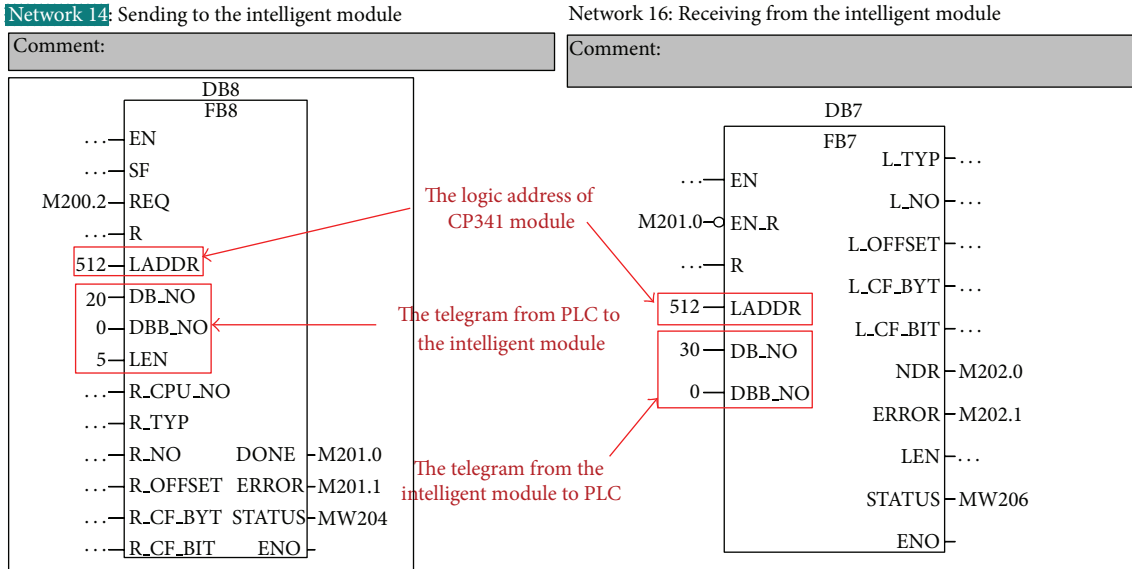 Network 14: Sending to the intelligent module
Comment:
DB8
FB8
... EN
... SF
M200.2 REQ
... R
512 LADDR
20 DB_NO
0 DBB_NO
5 LEN
... R_CPU_NO
... R_TYP
... R_NO DONE M201.0
... R_OFFSET ERROR M201.1
... R_CF_BYT STATUS MW204
... R_CF_BIT ENO
The logic address of
CP341 module
The telegram from PLC to
the intelligent module
The telegram from the
intelligent module to PLC
Network 16: Receiving from the intelligent module
Comment:
DB7
FB7
L_TYP ...
... EN
L_NO ...
M201.0 EN_R
L_OFFSET ...
... R
L_CF_BYT ...
512 LADDR
L_CF_BIT ...
30 DB_NO
NDR M202.0
0 DBB_NO
ERROR M202.1
LEN ...
STATUS MW206
ENO